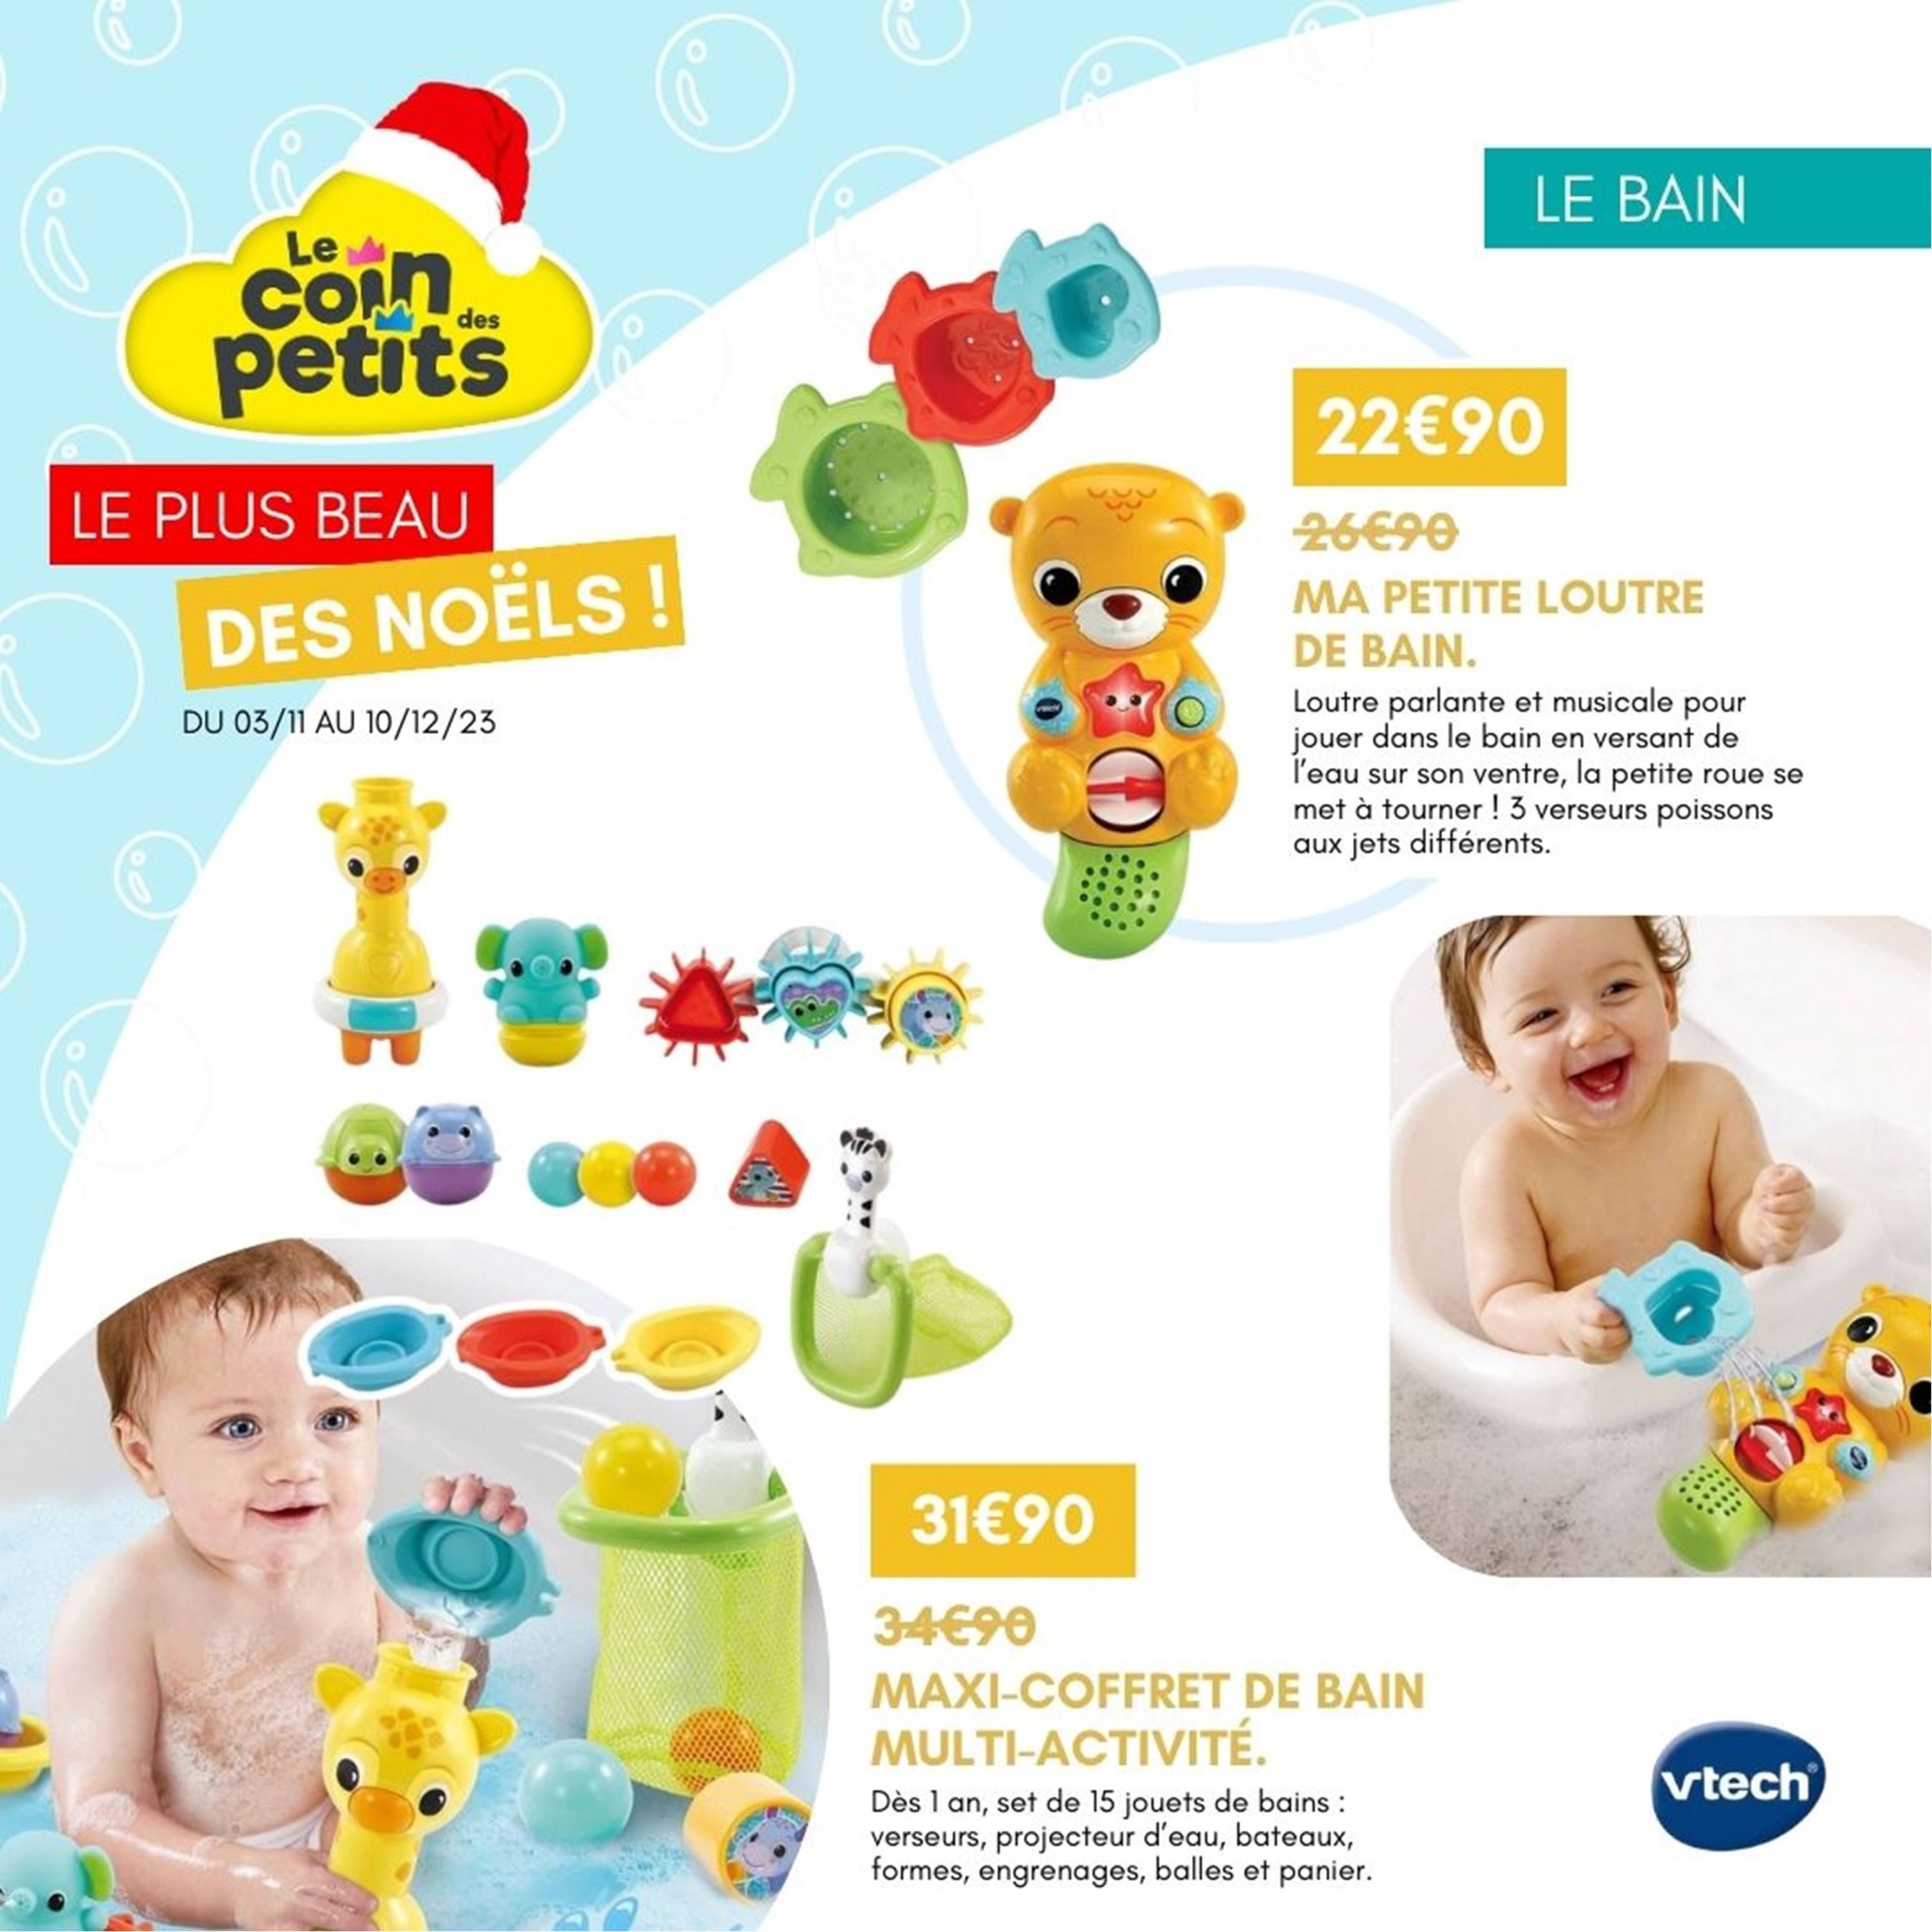 Le
coin
des
petits
LE PLUS BEAU
DES NOËLS !
DU 03/11 AU 10/12/23
LE BAIN
22€90
26€90
MA PETITE LOUTRE
DE BAIN.
Loutre parlante et musicale pour
jouer dans le bain en versant de
l'eau sur son ventre, la petite roue se
met à tourner ! 3 verseurs poissons
aux jets différents.
31€90
34€90
MAXI-COFFRET DE BAIN
MULTI-ACTIVITÉ.
Dès 1 an, set de 15 jouets de bains :
verseurs, projecteur d'eau, bateaux,
formes, engrenages, balles et panier.
vtech®
vtech